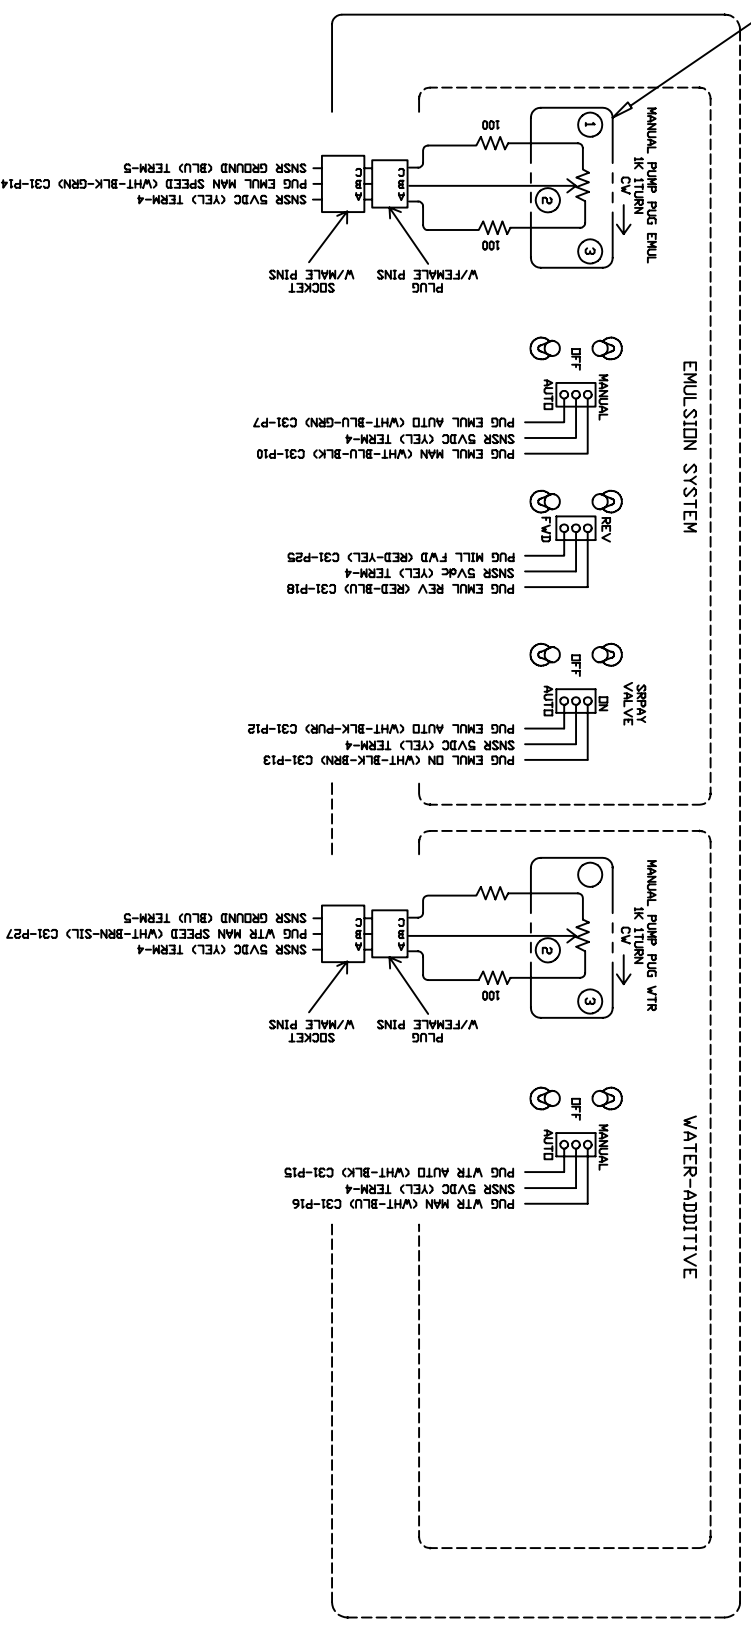 MANUAL PUMP PUG EMUL
1K 1TURN
CW
1
2
3
100
100
C
B
A
C
B
A
SNSR GROUND (BLU) TERM-5
PUG EMUL MAN SPEED (WHT-BLK-GRN) C31-P14
SNSR 5VDC (YEL) TERM-4
PLUG
W/FEMALE PINS
SOCKET
W/MALE PINS
EMULSION SYSTEM
OFF
MANUAL
AUTO
PUG EMUL AUTO (WHT-BLU-GRN) C31-P7
SNSR 5VDC (YEL) TERM-4
PUG EMUL MAN (WHT-BLU-BLK) C31-P10
REV
FWD
PUG MILL FWD (RED-YEL) C31-P25
SNSR 5Vdc (YEL) TERM-4
PUG EMUL REV (RED-BLU) C31-P18
SRPAY
VALVE
OFF
ON
AUTO
PUG EMUL AUTO (WHT-BLK-PUR) C31-P12
SNSR 5VDC (YEL) TERM-4
PUG EMUL ON (WHT-BLK-BRN) C31-P13
MANUAL PUMP PUG WTR
1K 1TURN
CW
2
3
100
C
B
A
C
B
A
SNSR GROUND (BLU) TERM-5
PUG WTR MAN SPEED (WHT-BRN-SIL) C31-P27
SNSR 5VDC (YEL) TERM-4
PLUG
W/FEMALE PINS
SOCKET
W/MALE PINS
WATER-ADDITIVE
OFF
MANUAL
AUTO
PUG WTR AUTO (WHT-BLK) C31-P15
SNSR 5VDC (YEL) TERM-4
PUG WTR MAN (WHT-BLU) C31-P16